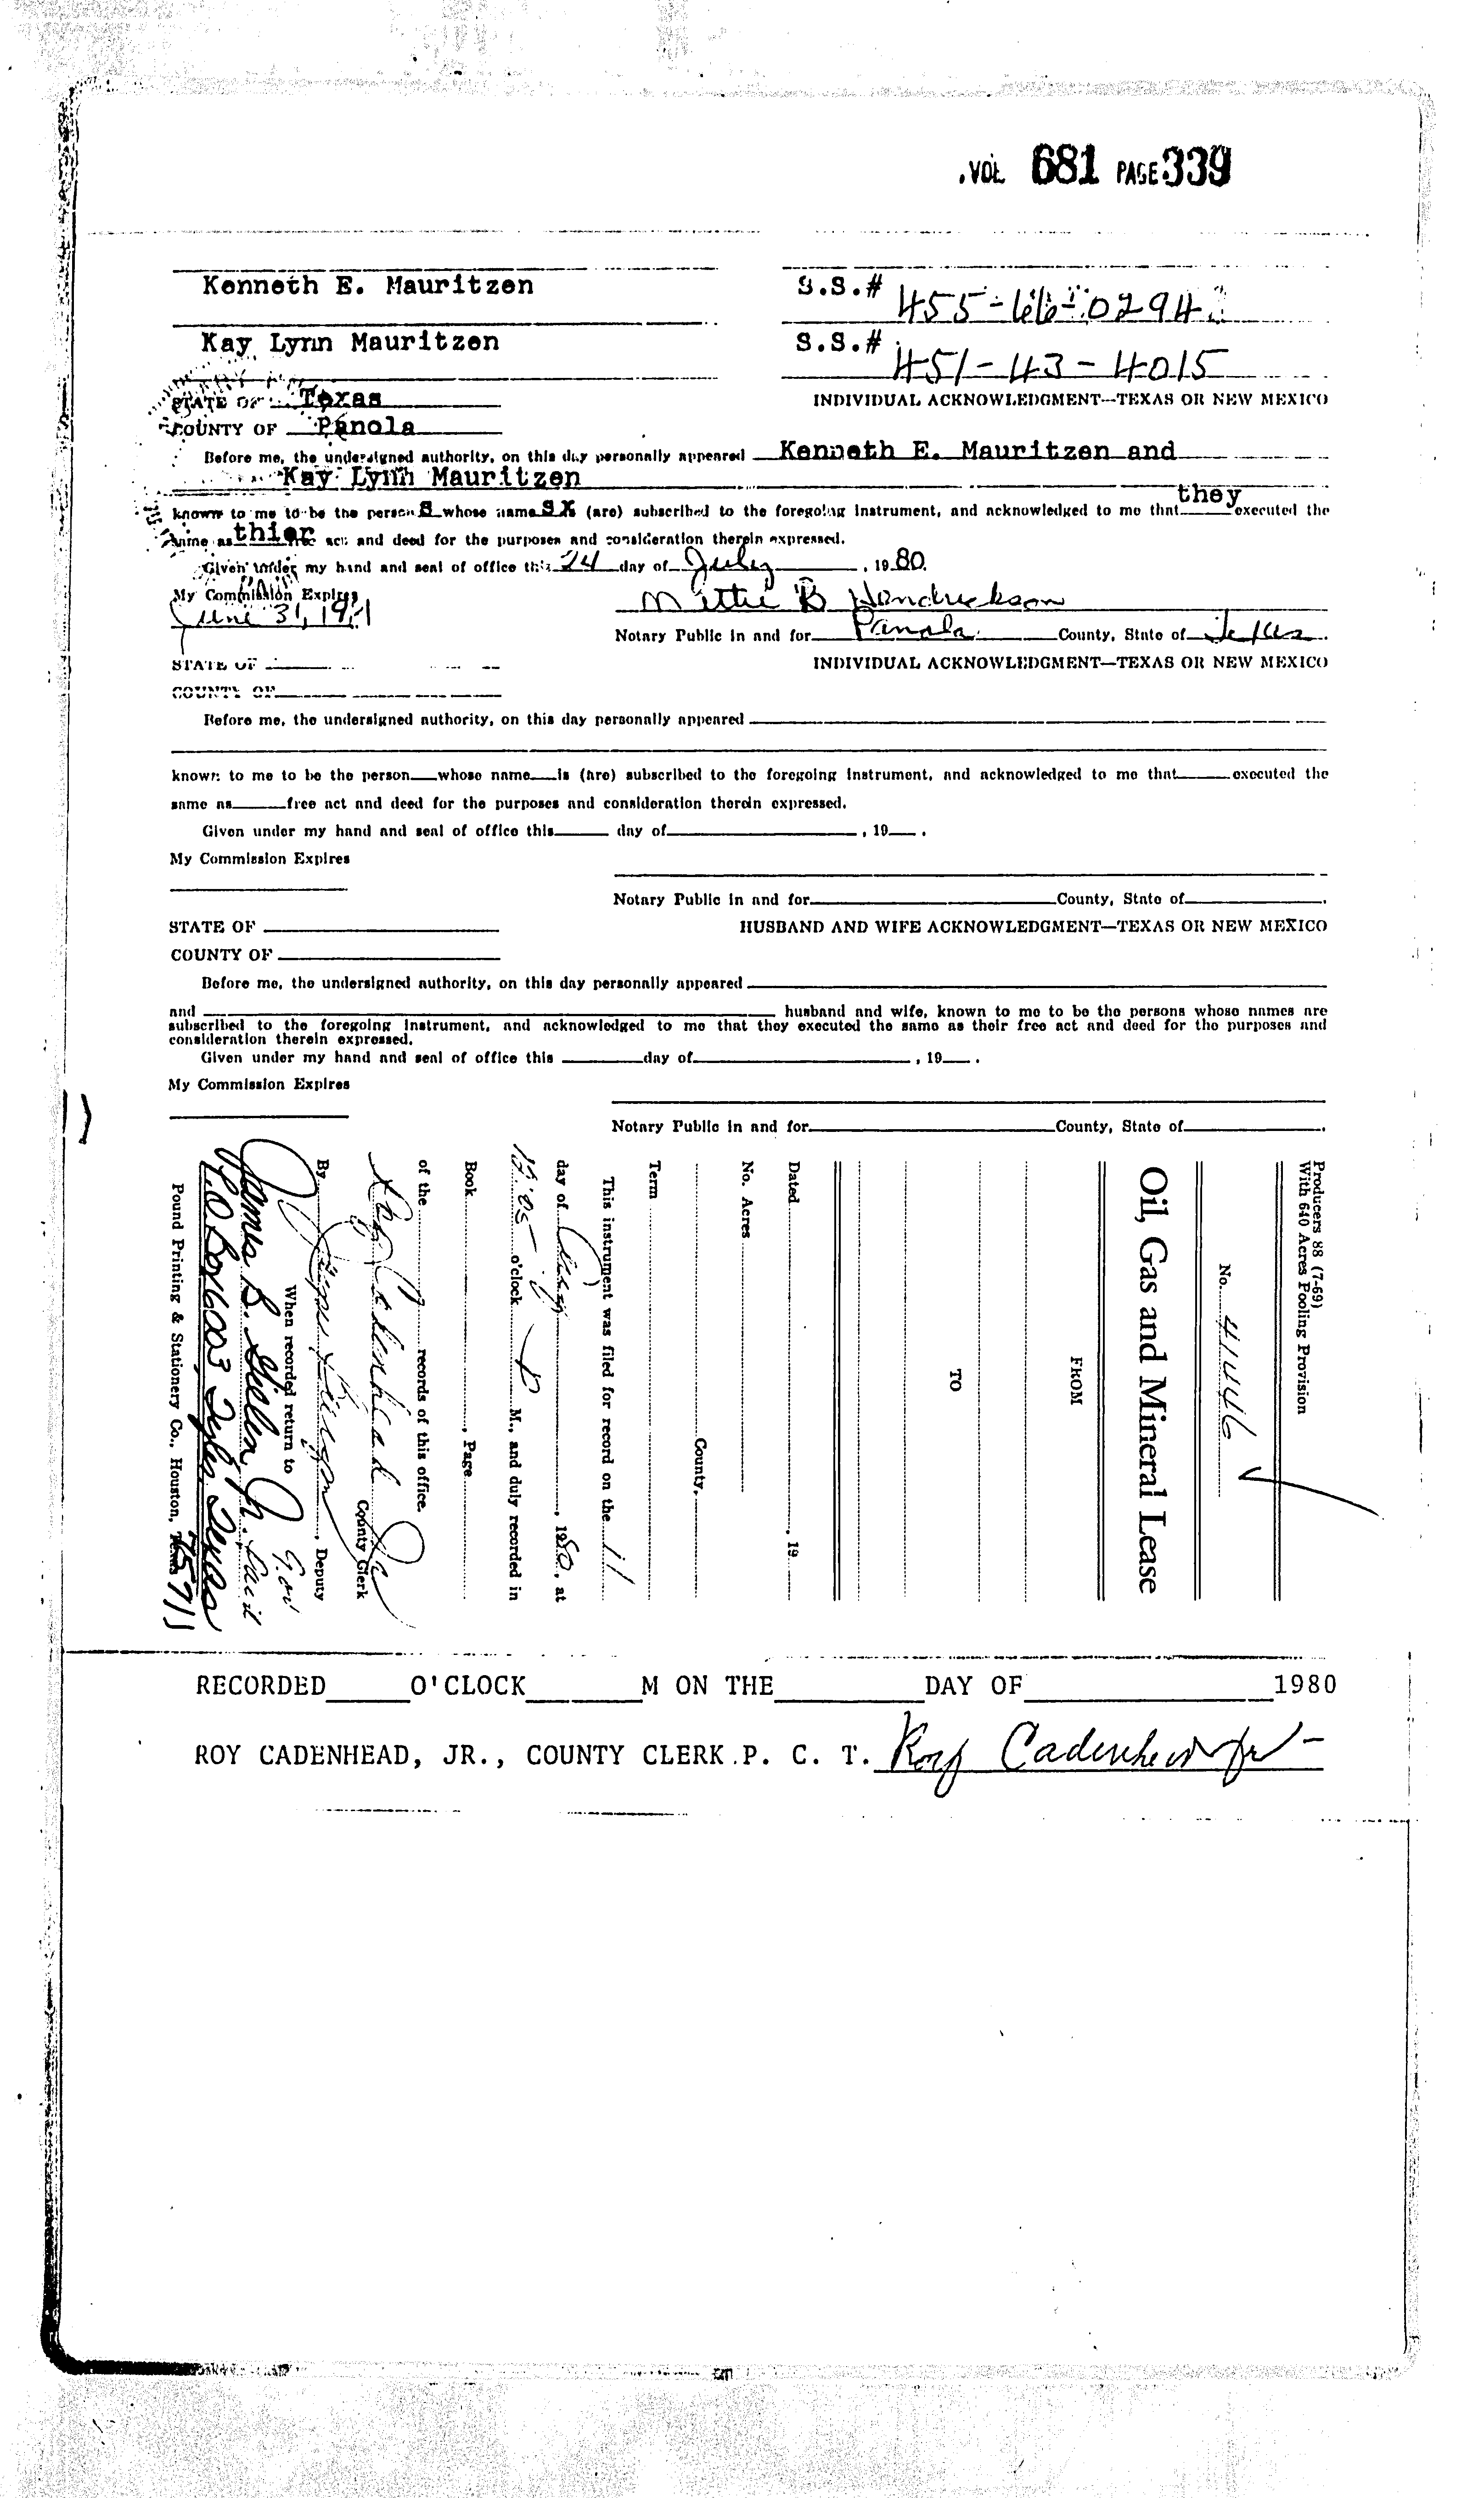 VOL 681 PAGE 339
Kenneth E. Mauritzen S.S.# 455-66-0294
Kay Lynn Mauritzen S.S.# 451-43-4015
STATE OF Texas INDIVIDUAL ACKNOWLEDGMENT—TEXAS OR NEW MEXICO
COUNTY OF Panola
Before me, the undersigned authority, on this day personally appeared Kenneth E. Mauritzen and
Kay Lynn Mauritzen
known to me to be the person s whose name s X (are) subscribed to the foregoing instrument, and acknowledged to me that they executed the
same as thier free act and deed for the purposes and consideration therein expressed.
Given under my hand and seal of office this 24 day of July, 1980.
My Commission Expires
June 31, 19 Mittie B Hendrickson
Notary Public in and for Panola County, State of Texas.
STATE OF INDIVIDUAL ACKNOWLEDGMENT—TEXAS OR NEW MEXICO
COUNTY OF
Before me, the undersigned authority, on this day personally appeared
known to me to be the person whose name is (are) subscribed to the foregoing instrument, and acknowledged to me that executed the
same as free act and deed for the purposes and consideration therein expressed.
Given under my hand and seal of office this day of , 19 .
My Commission Expires
Notary Public in and for County, State of .
STATE OF HUSBAND AND WIFE ACKNOWLEDGMENT—TEXAS OR NEW MEXICO
COUNTY OF
Before me, the undersigned authority, on this day personally appeared
and husband and wife, known to me to be the persons whose names are
subscribed to the foregoing instrument, and acknowledged to me that they executed the same as their free act and deed for the purposes and
consideration therein expressed.
Given under my hand and seal of office this day of , 19 .
My Commission Expires
Notary Public in and for County, State of .
Producers 88 (7-69)
With 640 Acres Pooling Provision
No. 41446
Oil, Gas and Mineral Lease
FROM
TO
Dated , 19
No. Acres
County,
Term
This instrument was filed for record on the 11
day of Aug , 1980, at
o'clock P M., and duly recorded in
Book , Page
of the records of this office.
Roy Cadenhead Jr
County Clerk
By , Deputy
When recorded return to
James B. Jr.
P.O. Box 6003 Tyler Texas
75711
Pound Printing & Stationery Co., Houston, Texas
RECORDED O'CLOCK M ON THE DAY OF 1980
ROY CADENHEAD, JR., COUNTY CLERK P. C. T. Roy Cadenhead Jr